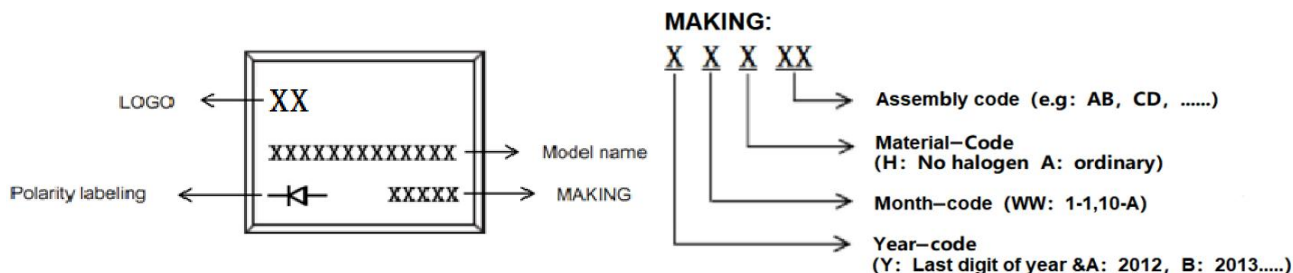 MAKING:
X X X XX
LOGO
XX
Assembly code (e.g: AB, CD, ......)
XXXXXXXXXXXXX
Model name
Material-Code
(H: No halogen A: ordinary)
Polarity labeling
XXXXX
MAKING
Month-code (WW: 1-1,10-A)
Year-code
(Y: Last digit of year &A: 2012, B: 2013.....)